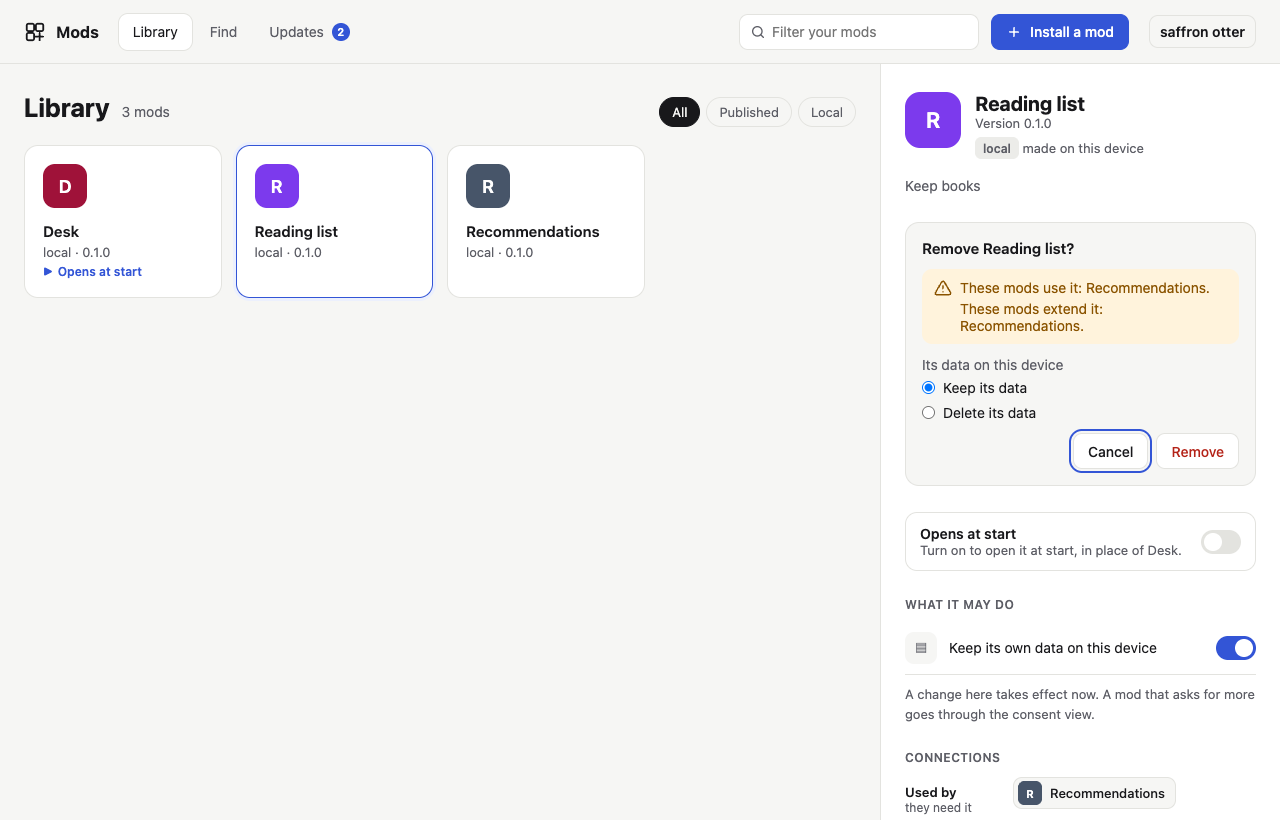 Mods
Library
Find
Updates 2
Filter your mods
+ Install a mod
saffron otter
Library
3 mods
All
Published
Local
D
Desk
local · 0.1.0
Opens at start
R
Reading list
local · 0.1.0
R
Recommendations
local · 0.1.0
R
Reading list
Version 0.1.0
local made on this device
Keep books
Remove Reading list?
These mods use it: Recommendations.
These mods extend it:
Recommendations.
Its data on this device
Keep its data
Delete its data
Cancel
Remove
Opens at start
Turn on to open it at start, in place of Desk.
WHAT IT MAY DO
Keep its own data on this device
A change here takes effect now. A mod that asks for more
goes through the consent view.
CONNECTIONS
Used by
they need it
R Recommendations